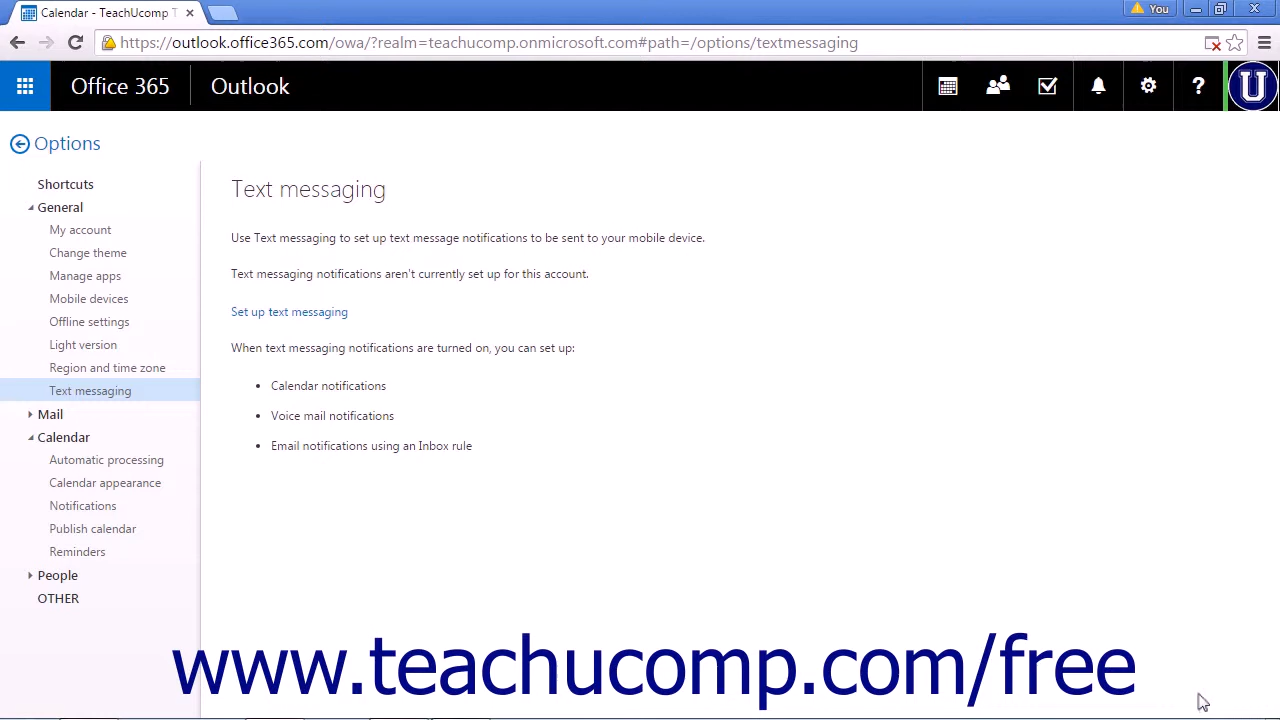 Calendar - TeachUcomp T
You
https://outlook.office365.com/owa/?realm=teachucomp.onmicrosoft.com#path=/options/textmessaging
Office 365
Outlook
?
U
Options
Shortcuts
General
My account
Change theme
Manage apps
Mobile devices
Offline settings
Light version
Region and time zone
Text messaging
Mail
Calendar
Automatic processing
Calendar appearance
Notifications
Publish calendar
Reminders
People
OTHER
Text messaging
Use Text messaging to set up text message notifications to be sent to your mobile device.
Text messaging notifications aren't currently set up for this account.
Set up text messaging
When text messaging notifications are turned on, you can set up:
• Calendar notifications
• Voice mail notifications
• Email notifications using an Inbox rule
www.teachucomp.com/free